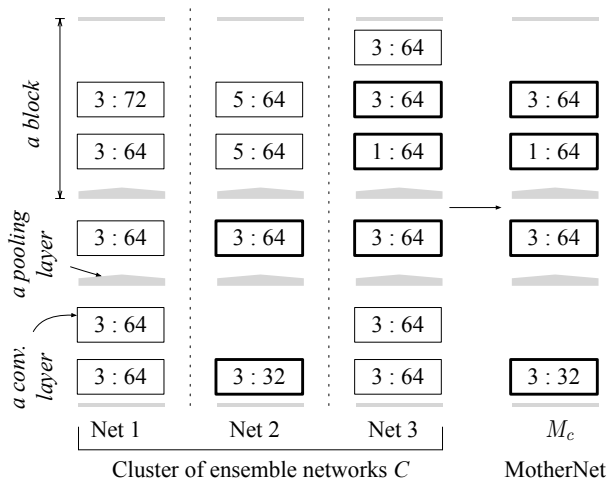 3 : 64
3 : 72 5 : 64 3 : 64 3 : 64
a block
3 : 64 5 : 64 1 : 64 1 : 64
3 : 64 3 : 64 3 : 64 3 : 64
a pooling
layer
3 : 64 3 : 64
a conv.
layer
3 : 64 3 : 32 3 : 64 3 : 32
Net 1 Net 2 Net 3 Mc
Cluster of ensemble networks C MotherNet